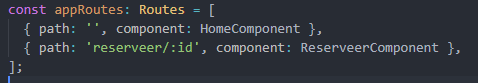 const appRoutes: Routes = [
{ path: '', component: HomeComponent },
{ path: 'reserveer/:id', component: ReserveerComponent },
];